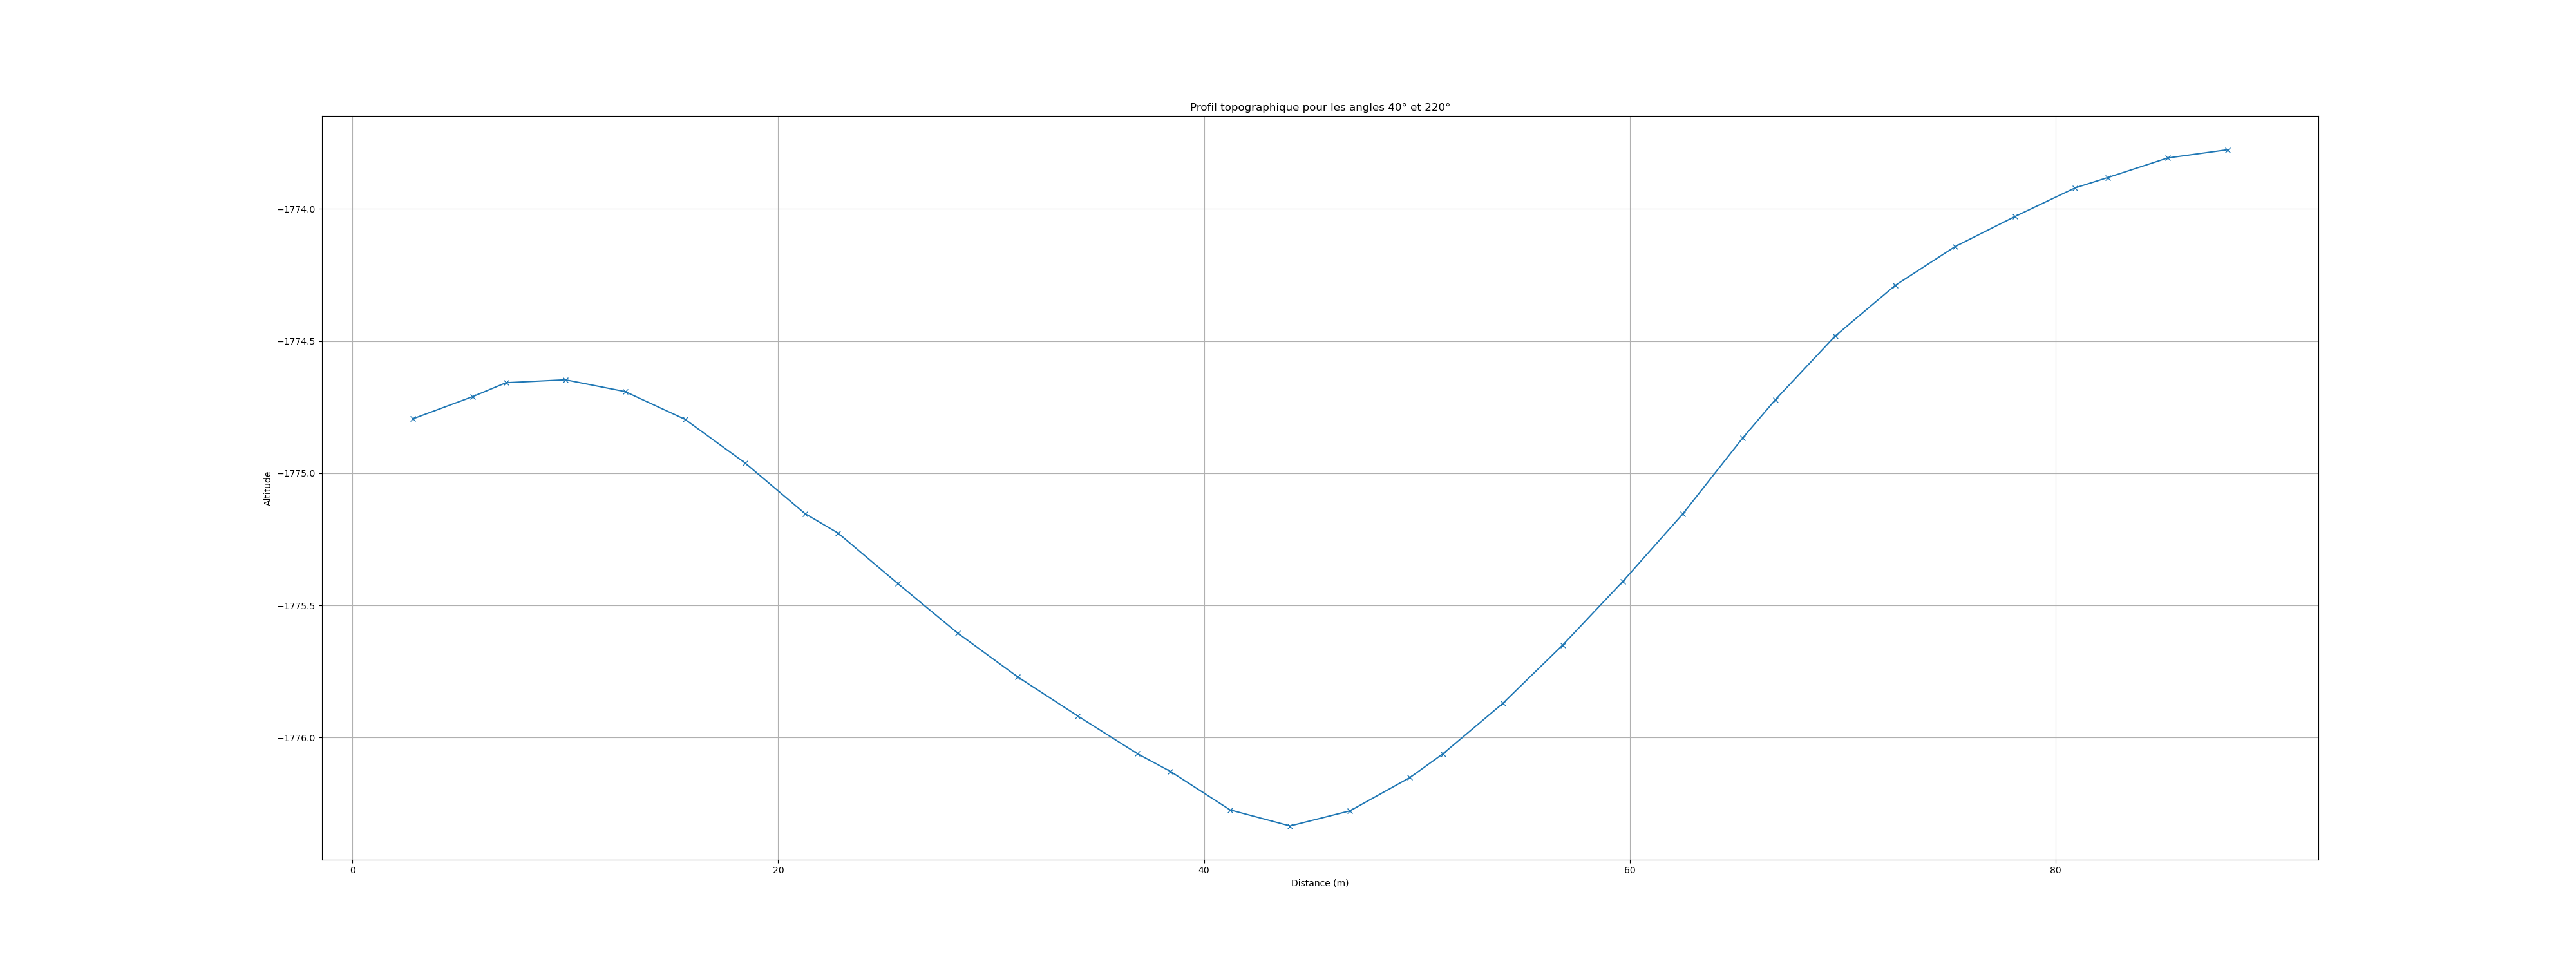 Profil topographique pour les angles 40° et 220°
Altitude
−1774.0
−1774.5
−1775.0
−1775.5
−1776.0
0 20 40 60 80
Distance (m)